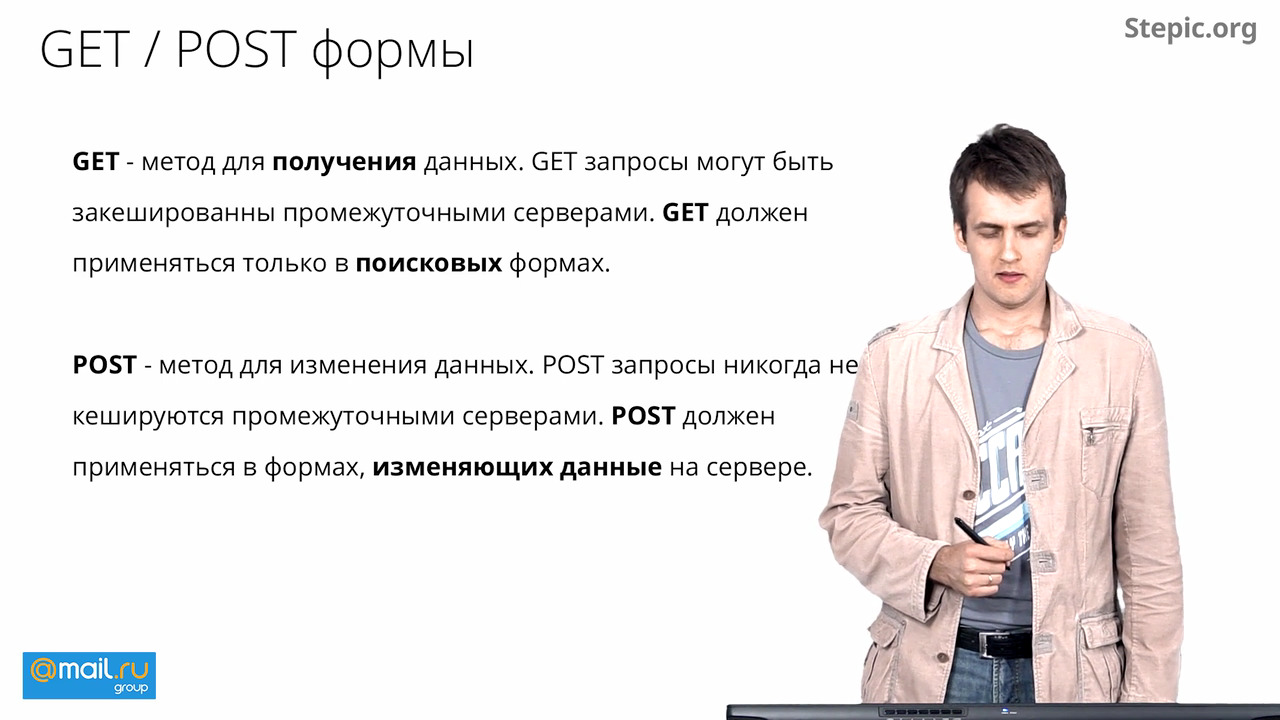 GET / POST формы
Stepic.org
GET - метод для получения данных. GET запросы могут быть
закешированны промежуточными серверами. GET должен
применяться только в поисковых формах.
POST - метод для изменения данных. POST запросы никогда не
кешируются промежуточными серверами. POST должен
применяться в формах, изменяющих данные на сервере.
@mail.ru
group